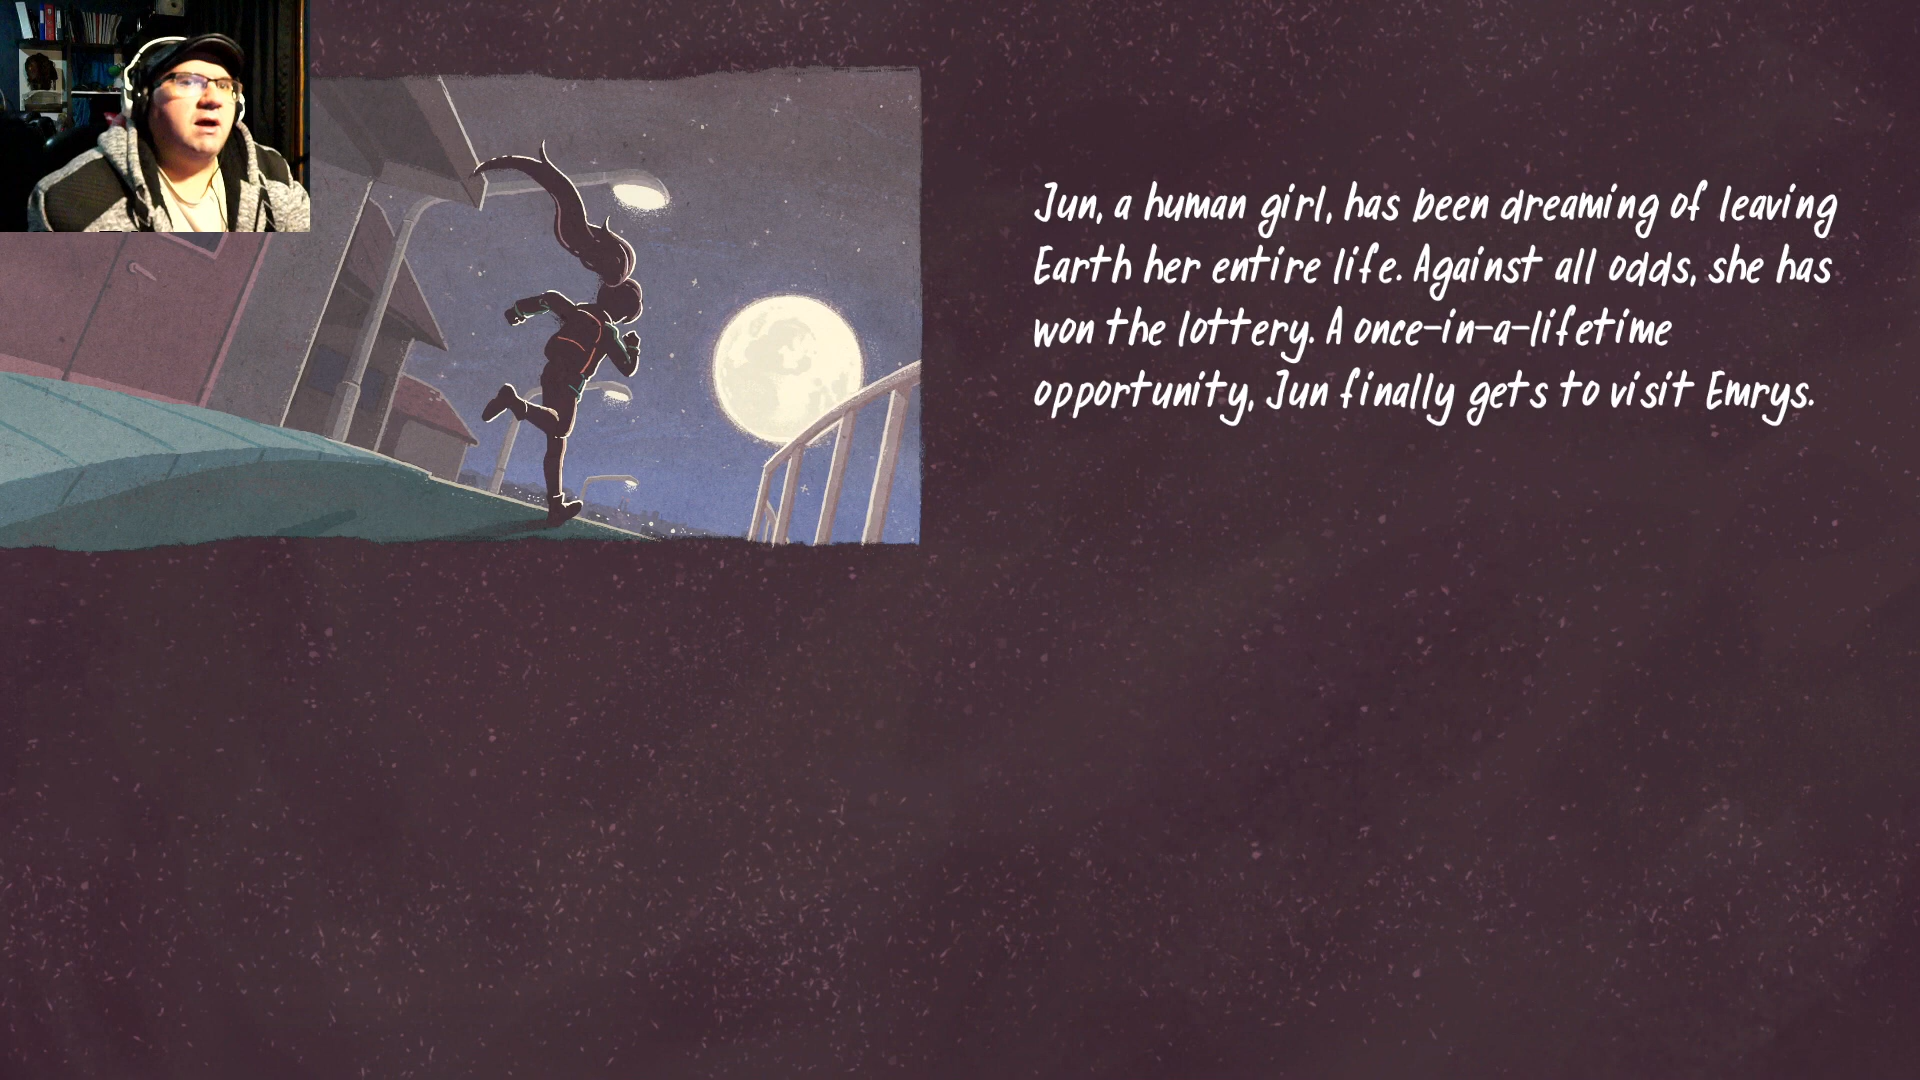 Jun, a human girl, has been dreaming of leaving
Earth her entire life. Against all odds, she has
won the lottery. A once-in-a-lifetime
opportunity, Jun finally gets to visit Emrys.